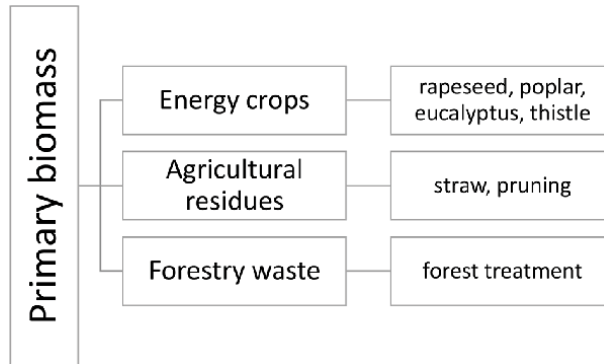 Primary biomass
Energy crops
rapeseed, poplar,
eucalyptus, thistle
Agricultural
residues
straw, pruning
Forestry waste
forest treatment